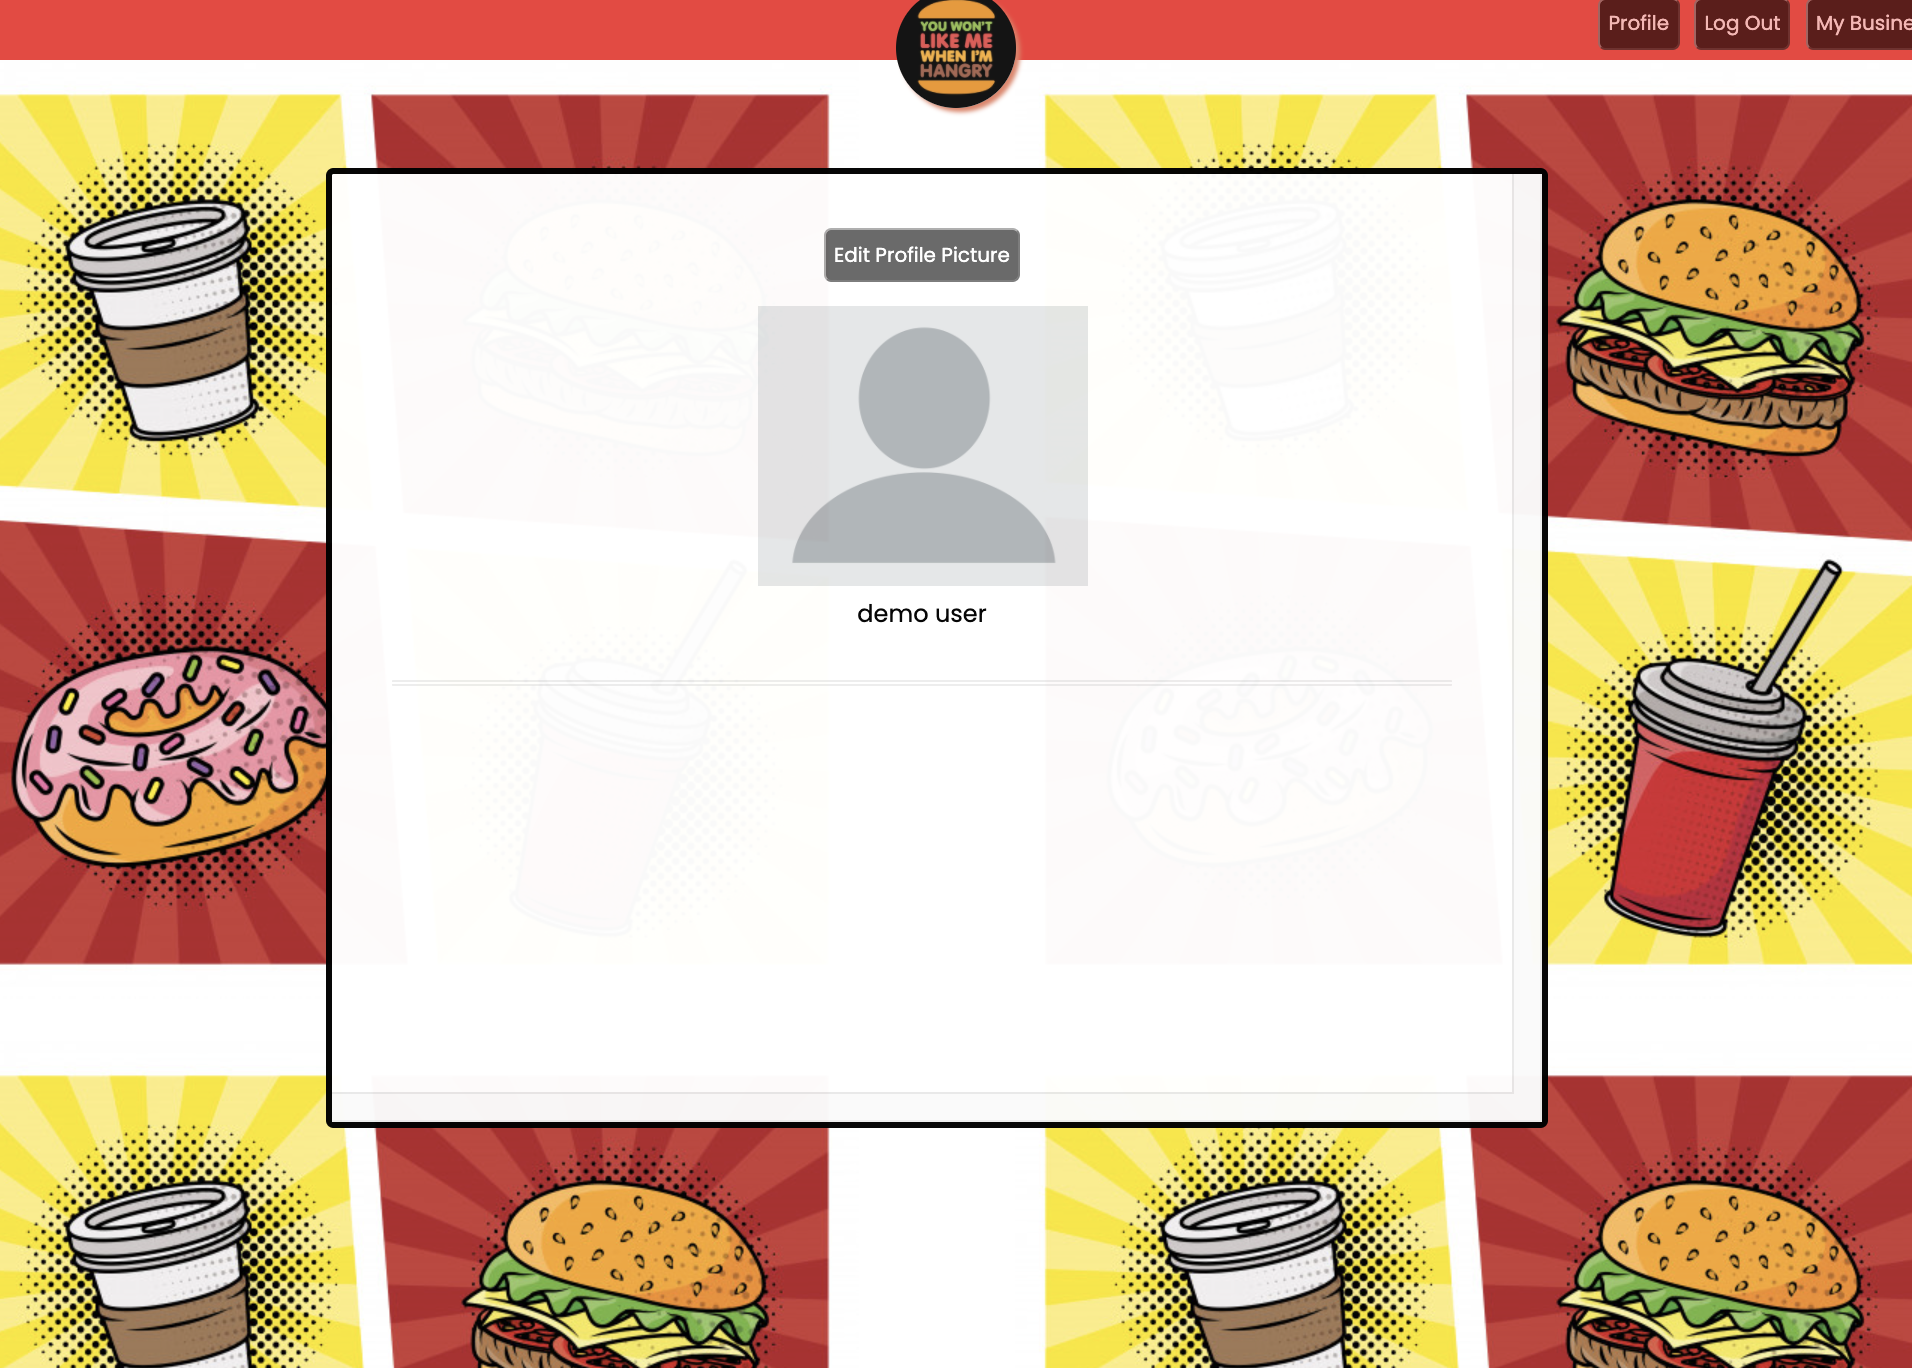 YOU WON'T
LIKE ME
WHEN I'M
HANGRY
Profile
Log Out
My Busine
Edit Profile Picture
demo user